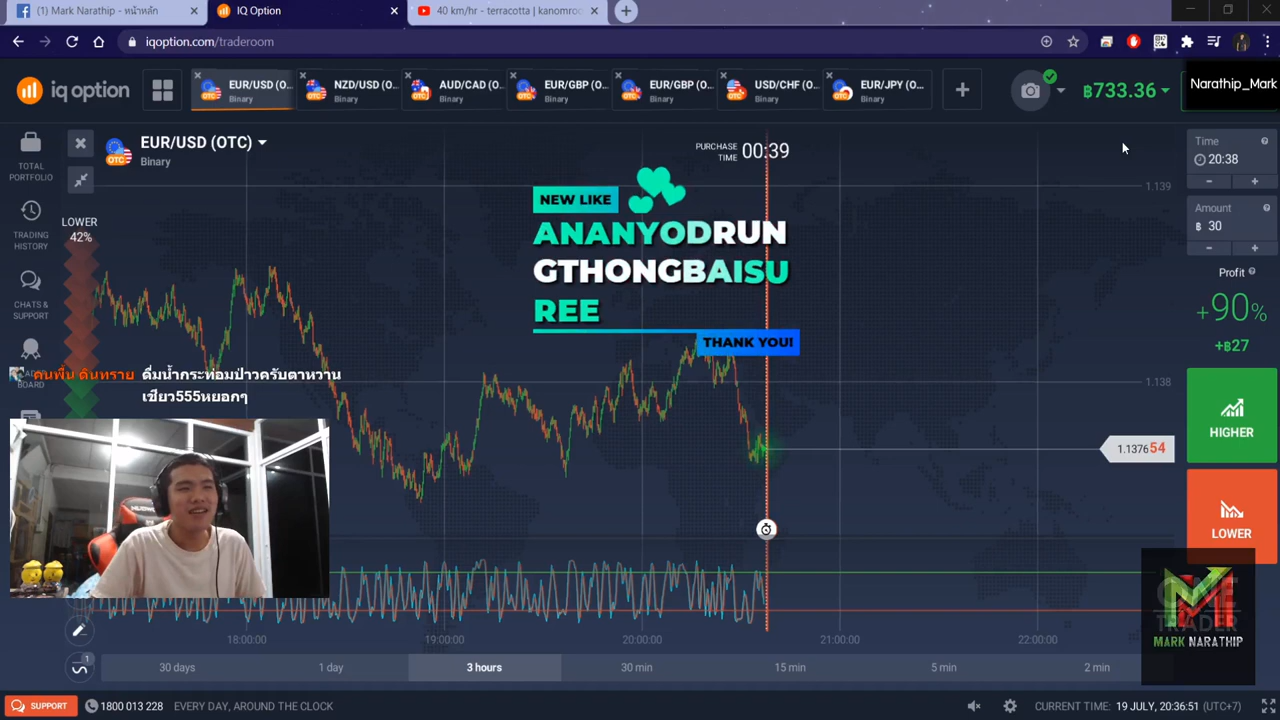 (1) Mark Narathip - หน้าหลัก
IQ Option
40 km/hr - terracotta | kanomroo
iqoption.com/traderoom
iq option
EUR/USD (O...
Binary
NZD/USD (O...
Binary
AUD/CAD (O...
Binary
EUR/GBP (O...
Binary
EUR/GBP (O...
Binary
USD/CHF (O...
Binary
EUR/JPY (O...
Binary
฿733.36
Narathip_Mark
TOTAL
PORTFOLIO
TRADING
HISTORY
CHATS &
SUPPORT
BOARD
EUR/USD (OTC)
Binary
OTC
LOWER
42%
PURCHASE
TIME
00:39
NEW LIKE
ANANYODRUN
GTHONGBAISU
REE
THANK YOU!
คนพื้น ดินทราย ดื่มน้ำกระท่อมป่าวครับตาหวาน
เชียว555หยอกๆ
1.139
1.138
1.137654
Time
20:38
- +
Amount
฿ 30
- +
Profit
+90%
+฿27
HIGHER
LOWER
TRADER
MARK NARATHIP
18:00:00
19:00:00
20:00:00
21:00:00
22:00:00
1
30 days
1 day
3 hours
30 min
15 min
5 min
2 min
SUPPORT
1800 013 228
EVERY DAY, AROUND THE CLOCK
CURRENT TIME: 19 JULY, 20:36:51 (UTC+7)